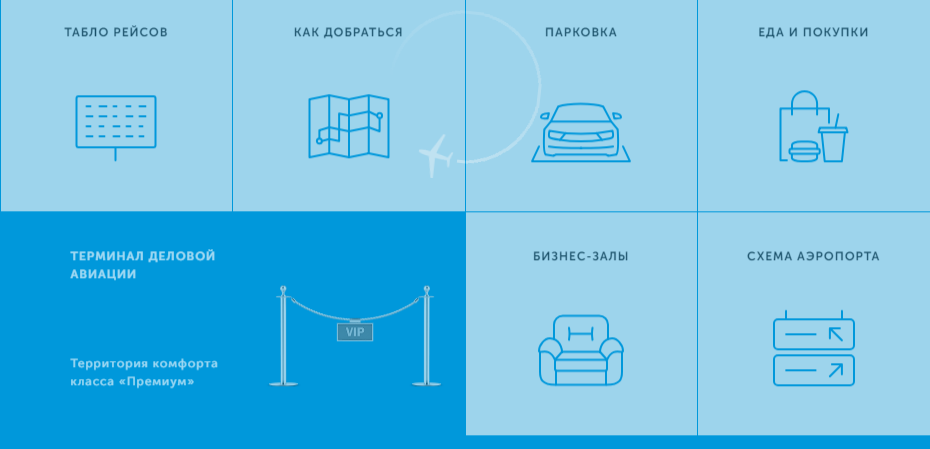 ТАБЛО РЕЙСОВ
КАК ДОБРАТЬСЯ
ПАРКОВКА
ЕДА И ПОКУПКИ
ТЕРМИНАЛ ДЕЛОВОЙ
АВИАЦИИ
VIP
Территория комфорта
класса «Премиум»
БИЗНЕС-ЗАЛЫ
СХЕМА АЭРОПОРТА